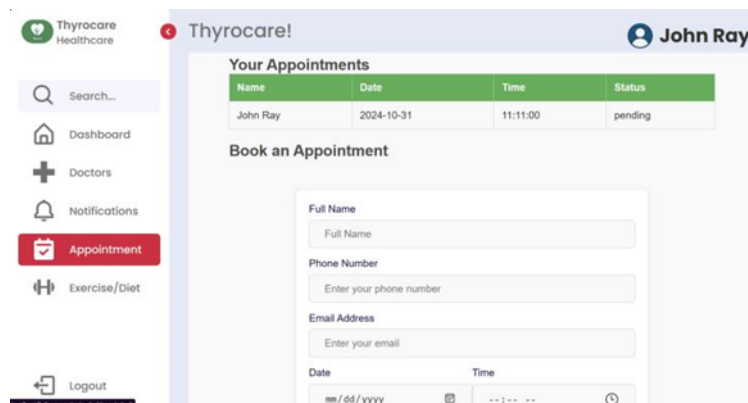 Thyrocare
Healthcare
Search...
Dashboard
Doctors
Notifications
Appointment
Exercise/Diet
Logout
Thyrocare!
John Ray
Your Appointments
Name Date Time Status
John Ray 2024-10-31 11:11:00 pending
Book an Appointment
Full Name
Full Name
Phone Number
Enter your phone number
Email Address
Enter your email
Date Time
mm/dd/yyyy --:-- --